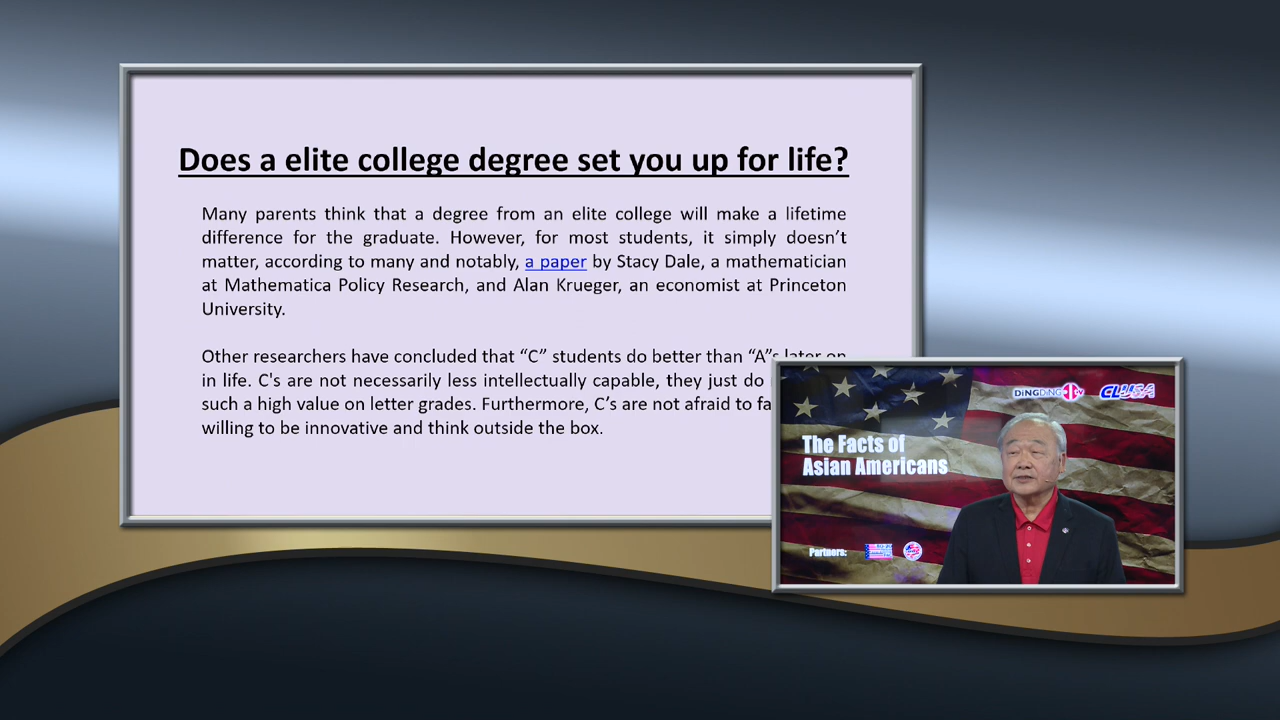 Does a elite college degree set you up for life?
Many parents think that a degree from an elite college will make a lifetime
difference for the graduate. However, for most students, it simply doesn't
matter, according to many and notably, a paper by Stacy Dale, a mathematician
at Mathematica Policy Research, and Alan Krueger, an economist at Princeton
University.
Other researchers have concluded that “C” students do better than “A”s later on
in life. C's are not necessarily less intellectually capable, they just do
such a high value on letter grades. Furthermore, C’s are not afraid to
willing to be innovative and think outside the box.
DiNGDiNG TV
CLUSA
The Facts of
Asian Americans
Partners: